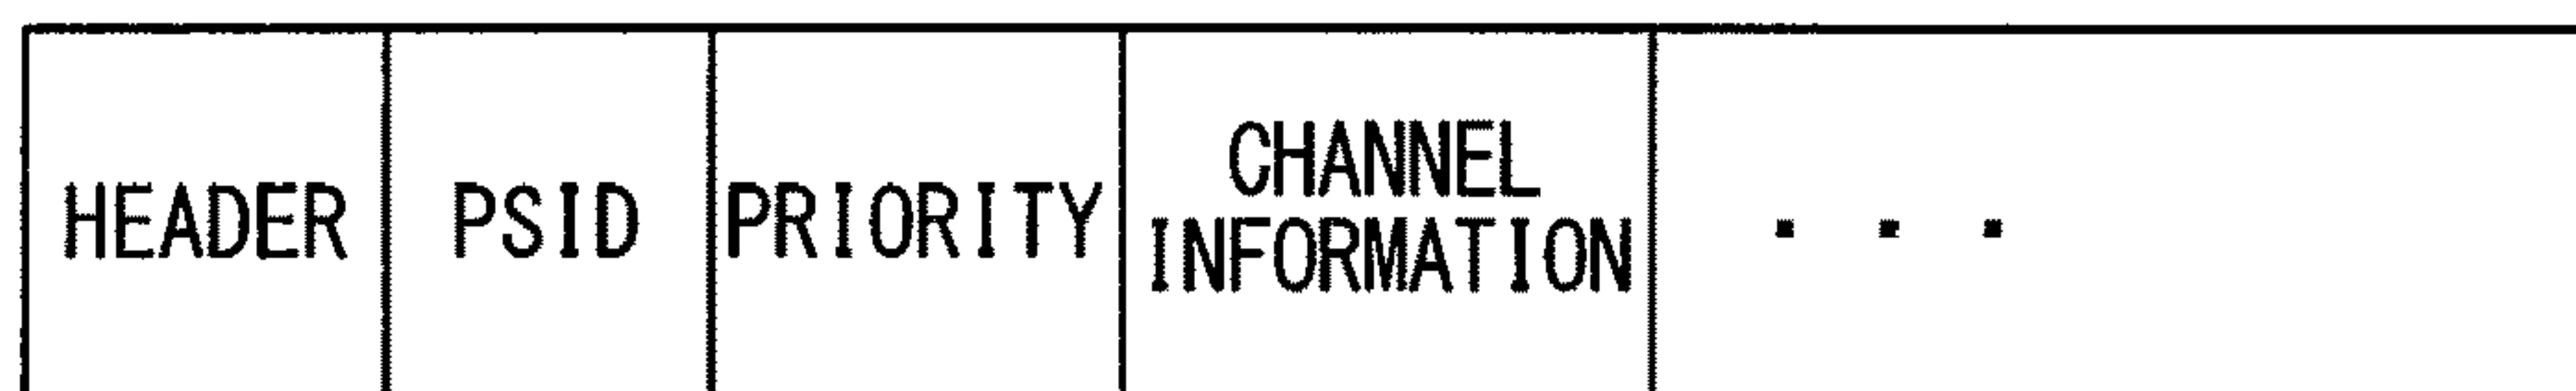 HEADER PSID PRIORITY CHANNEL INFORMATION . . .